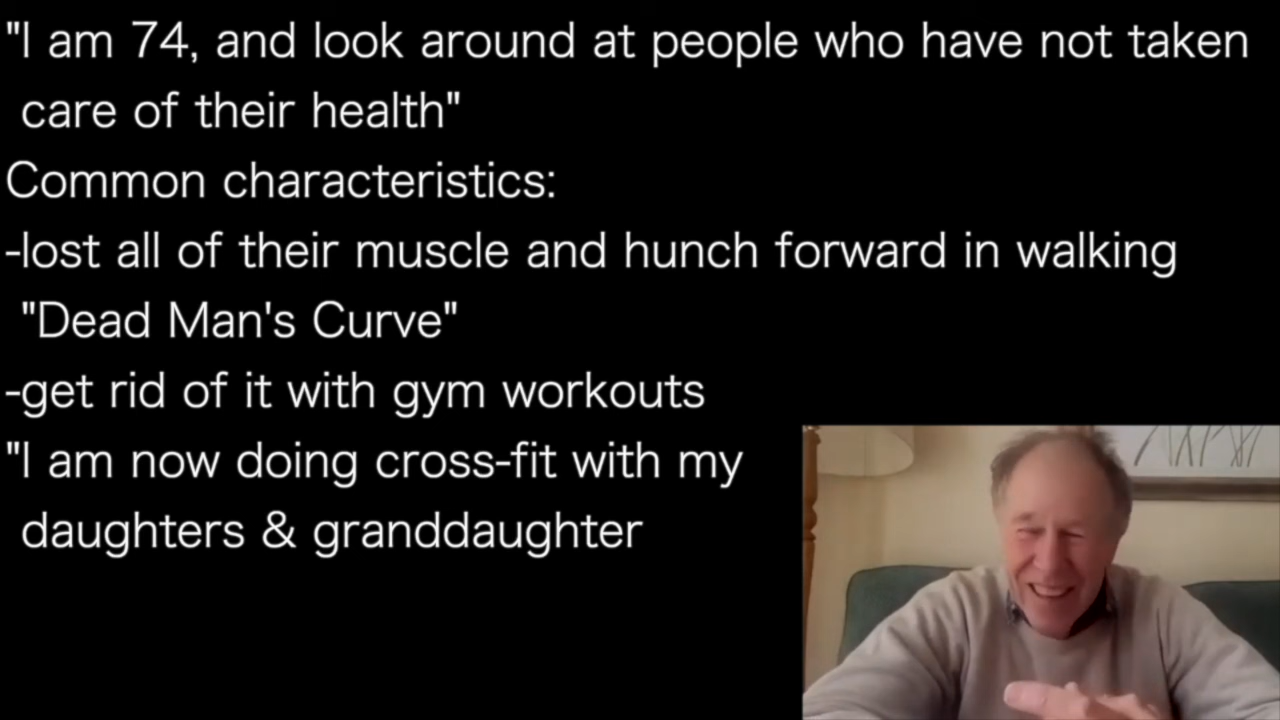 "I am 74, and look around at people who have not taken
care of their health"
Common characteristics:
-lost all of their muscle and hunch forward in walking
"Dead Man's Curve"
-get rid of it with gym workouts
"I am now doing cross-fit with my
daughters & granddaughter